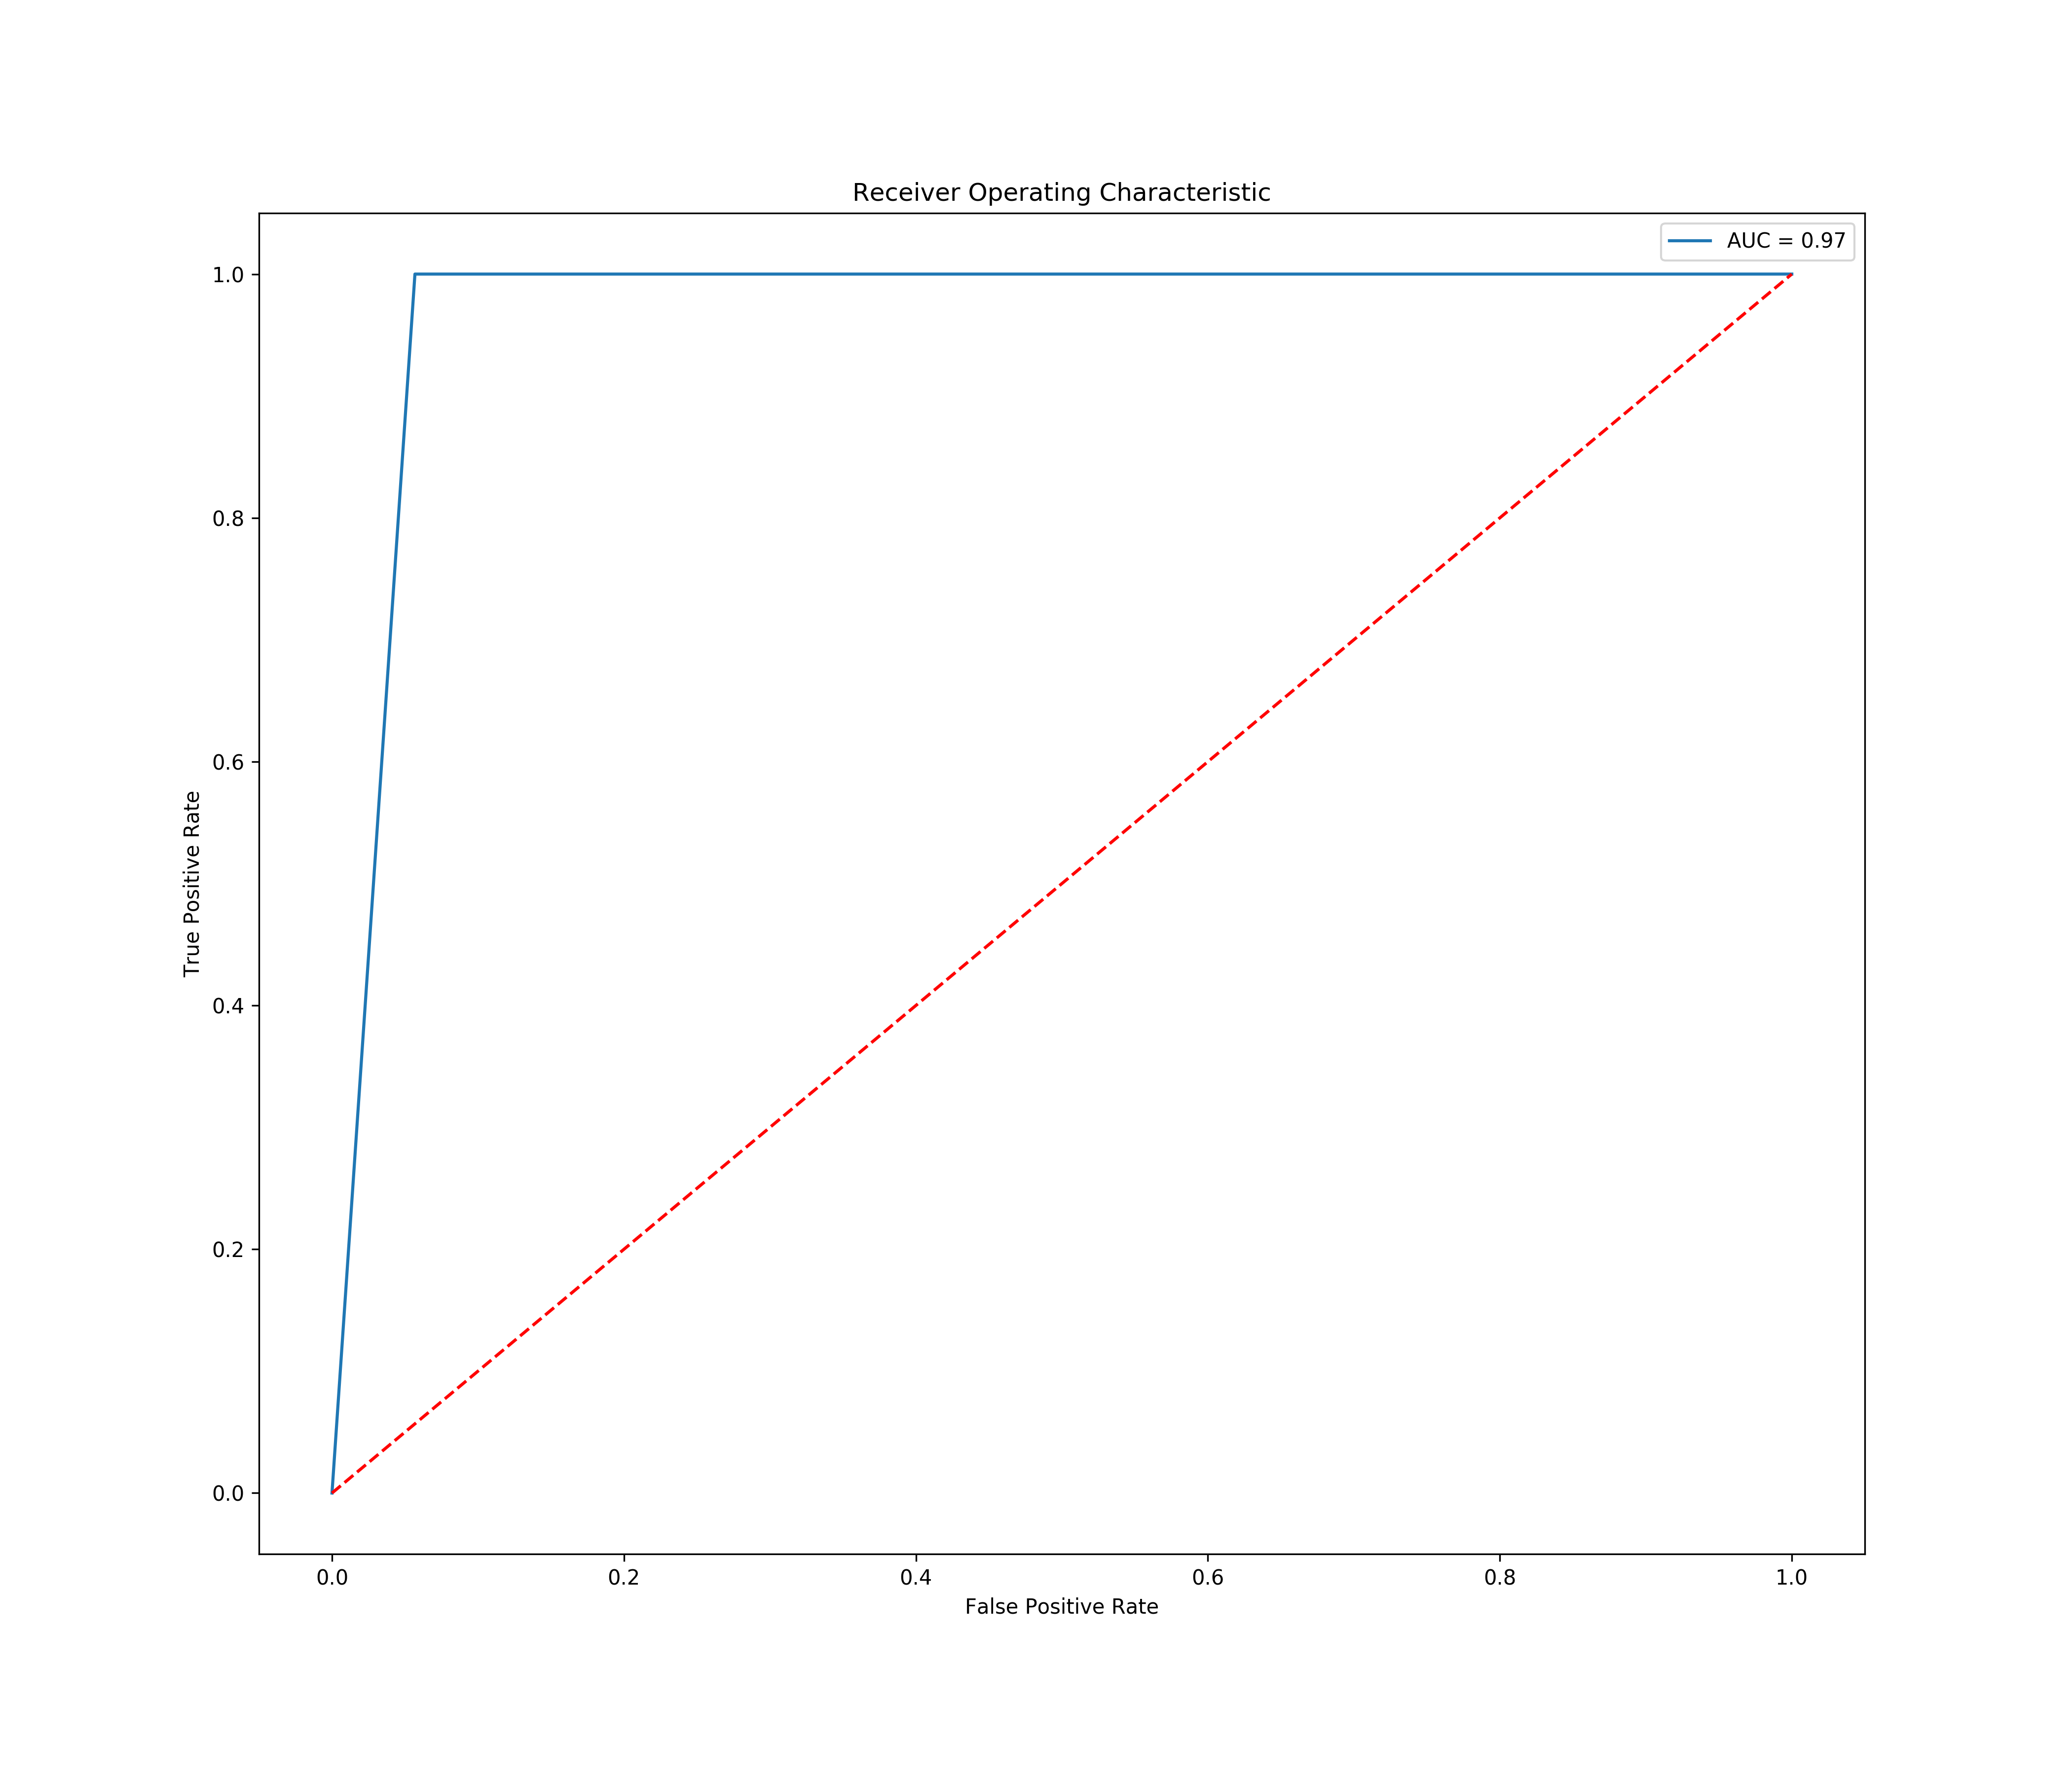 Receiver Operating Characteristic
AUC = 0.97
1.0
0.8
0.6
0.4
0.2
0.0
True Positive Rate
0.0 0.2 0.4 0.6 0.8 1.0
False Positive Rate